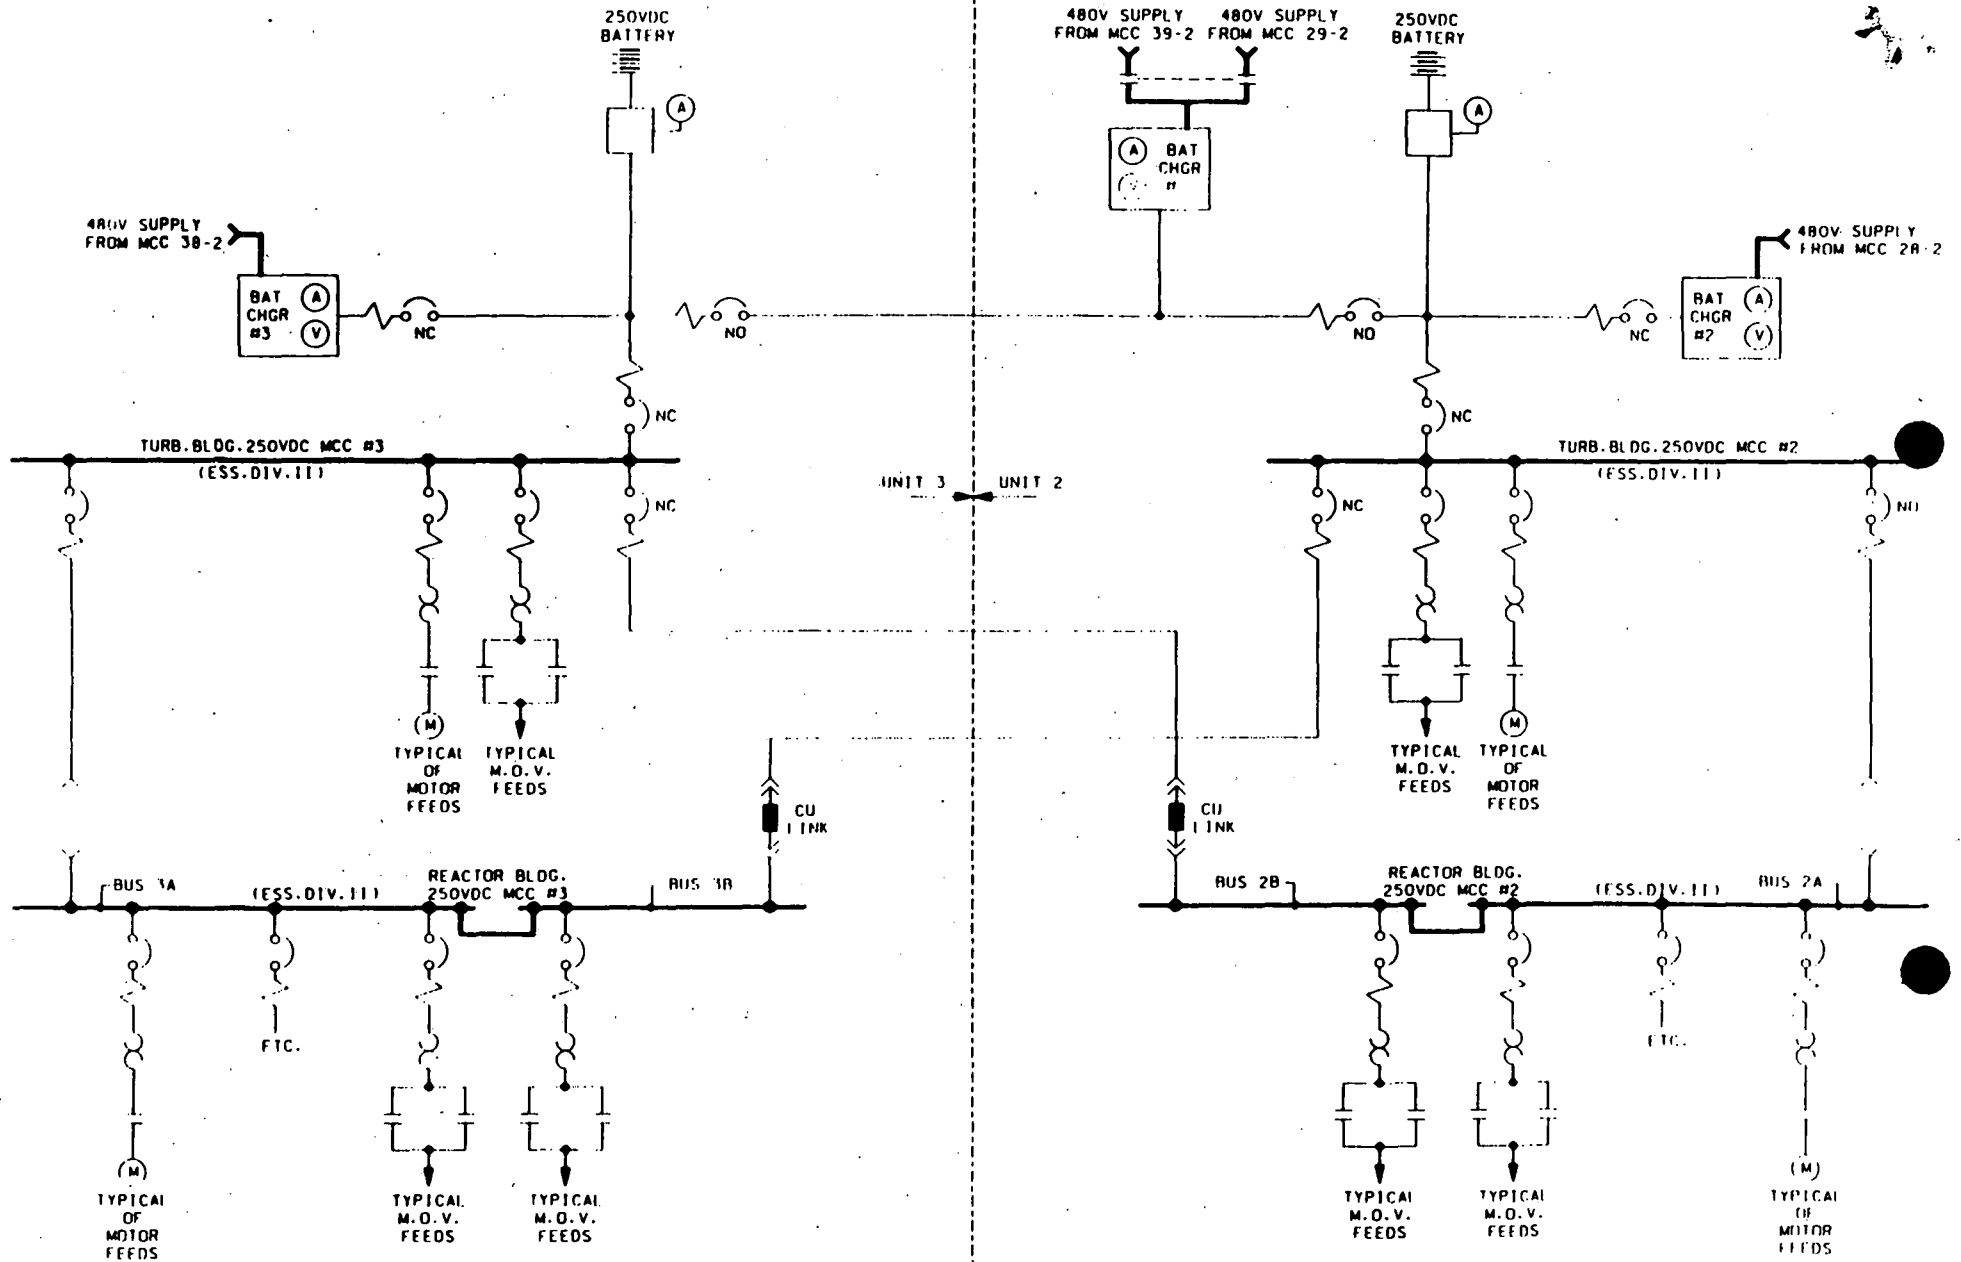 250VDC
BATTERY
480V SUPPLY
FROM MCC 39-2
480V SUPPLY
FROM MCC 29-2
250VDC
BATTERY
A
A
A
BAT
CHGR
V
480V SUPPLY
FROM MCC 38-2
480V SUPPLY
FROM MCC 28-2
BAT
CHGR
#3
A
V
NC
NO
NO
NC
BAT
CHGR
#2
A
V
NC
NC
TURB.BLDG.250VDC MCC #3
(ESS.DIV.II)
TURB.BLDG.250VDC MCC #2
(ESS.DIV.II)
UNIT 3
UNIT 2
NC
NC
NO
M
TYPICAL
OF
MOTOR
FEEDS
TYPICAL
M.O.V.
FEEDS
TYPICAL
M.O.V.
FEEDS
M
TYPICAL
OF
MOTOR
FEEDS
CU
LINK
CU
LINK
BUS 3A
(ESS.DIV.II)
REACTOR BLDG.
250VDC MCC #3
BUS 3B
BUS 2B
REACTOR BLDG.
250VDC MCC #2
(ESS.DIV.II)
BUS 2A
ETC.
ETC.
M
TYPICAL
OF
MOTOR
FEEDS
TYPICAL
M.O.V.
FEEDS
TYPICAL
M.O.V.
FEEDS
TYPICAL
M.O.V.
FEEDS
TYPICAL
M.O.V.
FEEDS
M
TYPICAL
OF
MOTOR
FEEDS